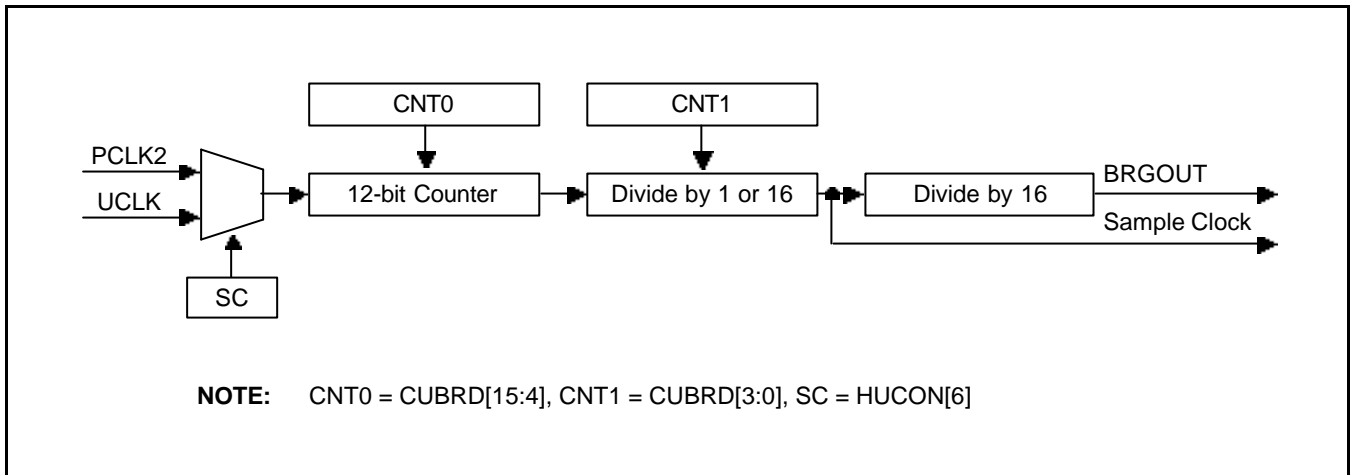 CNT0
CNT1
PCLK2
UCLK
12-bit Counter
Divide by 1 or 16
Divide by 16
BRGOUT
Sample Clock
SC
NOTE: CNT0 = CUBRD[15:4], CNT1 = CUBRD[3:0], SC = HUCON[6]